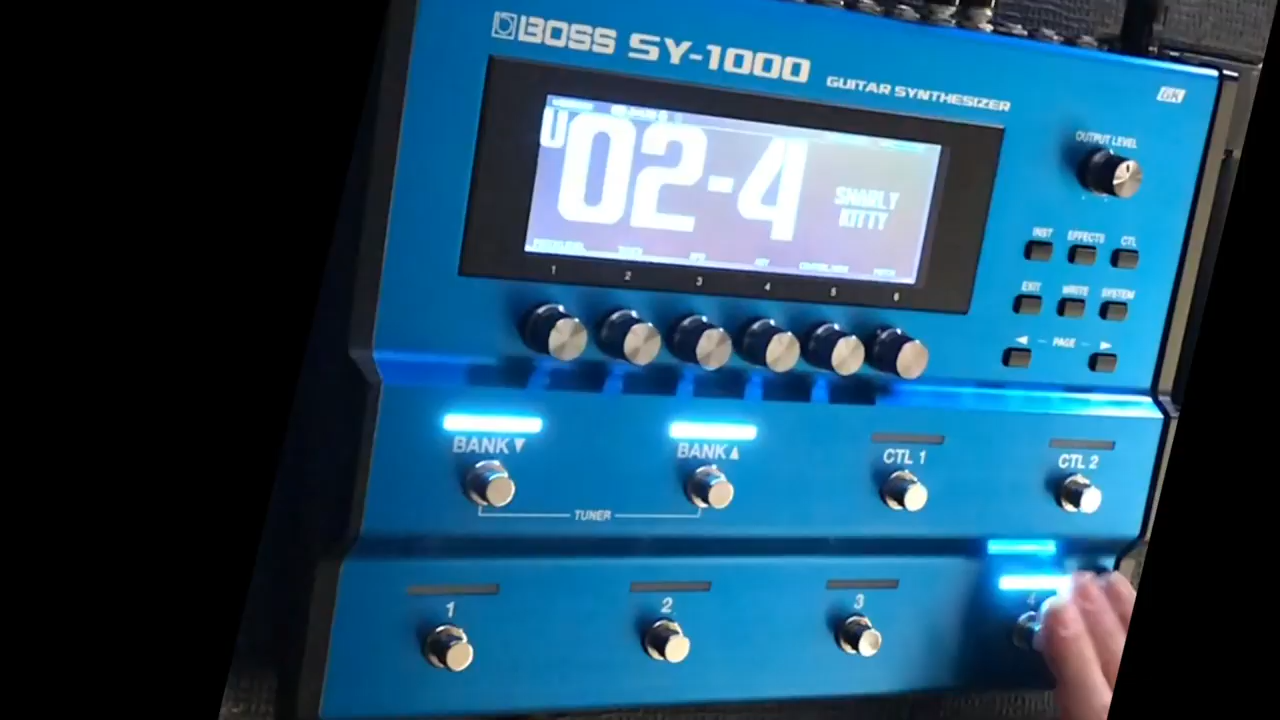 BOSS SY-1000 GUITAR SYNTHESIZER
GK
U02-4
SNARLY
KITTY
OUTPUT LEVEL
INST EFFECTS CTL
EXIT WRITE SYSTEM
◀ - PAGE - ▶
1 2 3 4 5 6
BANK▼ BANK▲ CTL 1 CTL 2
TUNER
1 2 3 4